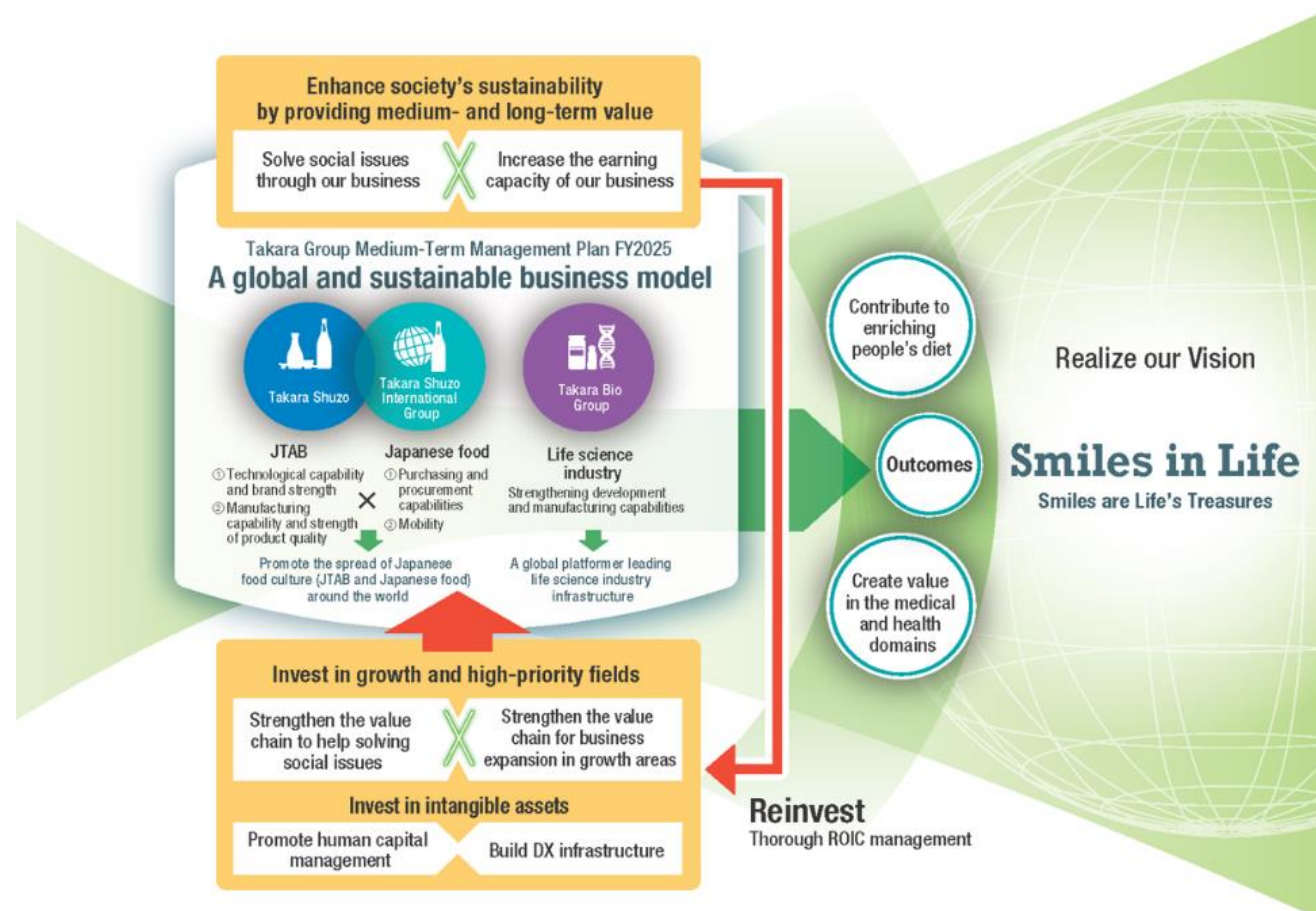 Enhance society's sustainability
by providing medium- and long-term value
Solve social issues
through our business
Increase the earning
capacity of our business
Takara Group Medium-Term Management Plan FY2025
A global and sustainable business model
Takara Shuzo
Takara Shuzo
International
Group
Takara Bio
Group
JTAB
①Technological capability
and brand strength
②Manufacturing
capability and strength
of product quality
×
Japanese food
①Purchasing and
procurement
capabilities
②Mobility
Life science
industry
Strengthening development
and manufacturing capabilities
Promote the spread of Japanese
food culture (JTAB and Japanese food)
around the world
A global platformer leading
life science industry
infrastructure
Invest in growth and high-priority fields
Strengthen the value
chain to help solving
social issues
Strengthen the value
chain for business
expansion in growth areas
Invest in intangible assets
Promote human capital
management
Build DX infrastructure
Reinvest
Thorough ROIC management
Contribute to
enriching
people's diet
Outcomes
Create value
in the medical
and health
domains
Realize our Vision
Smiles in Life
Smiles are Life's Treasures